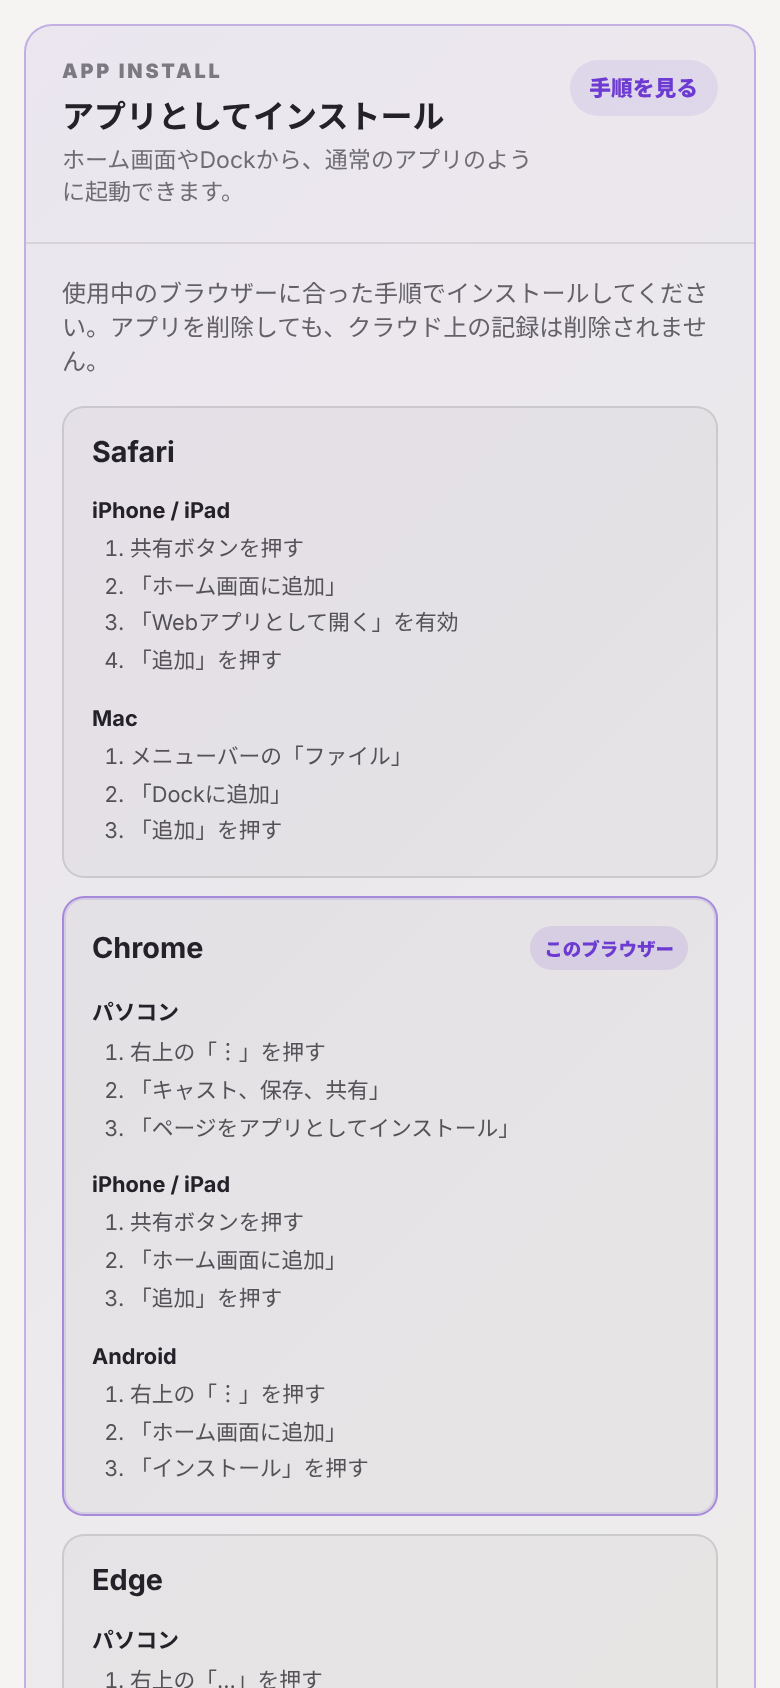 APP INSTALL
アプリとしてインストール
手順を見る
ホーム画面やDockから、通常のアプリのよう
に起動できます。
使用中のブラウザーに合った手順でインストールしてくださ
い。アプリを削除しても、クラウド上の記録は削除されませ
ん。
Safari
iPhone / iPad
1. 共有ボタンを押す
2. 「ホーム画面に追加」
3. 「Webアプリとして開く」を有効
4. 「追加」を押す
Mac
1. メニューバーの「ファイル」
2. 「Dockに追加」
3. 「追加」を押す
Chrome
このブラウザー
パソコン
1. 右上の「⋮」を押す
2. 「キャスト、保存、共有」
3. 「ページをアプリとしてインストール」
iPhone / iPad
1. 共有ボタンを押す
2. 「ホーム画面に追加」
3. 「追加」を押す
Android
1. 右上の「⋮」を押す
2. 「ホーム画面に追加」
3. 「インストール」を押す
Edge
パソコン
1. 右上の「…」を押す